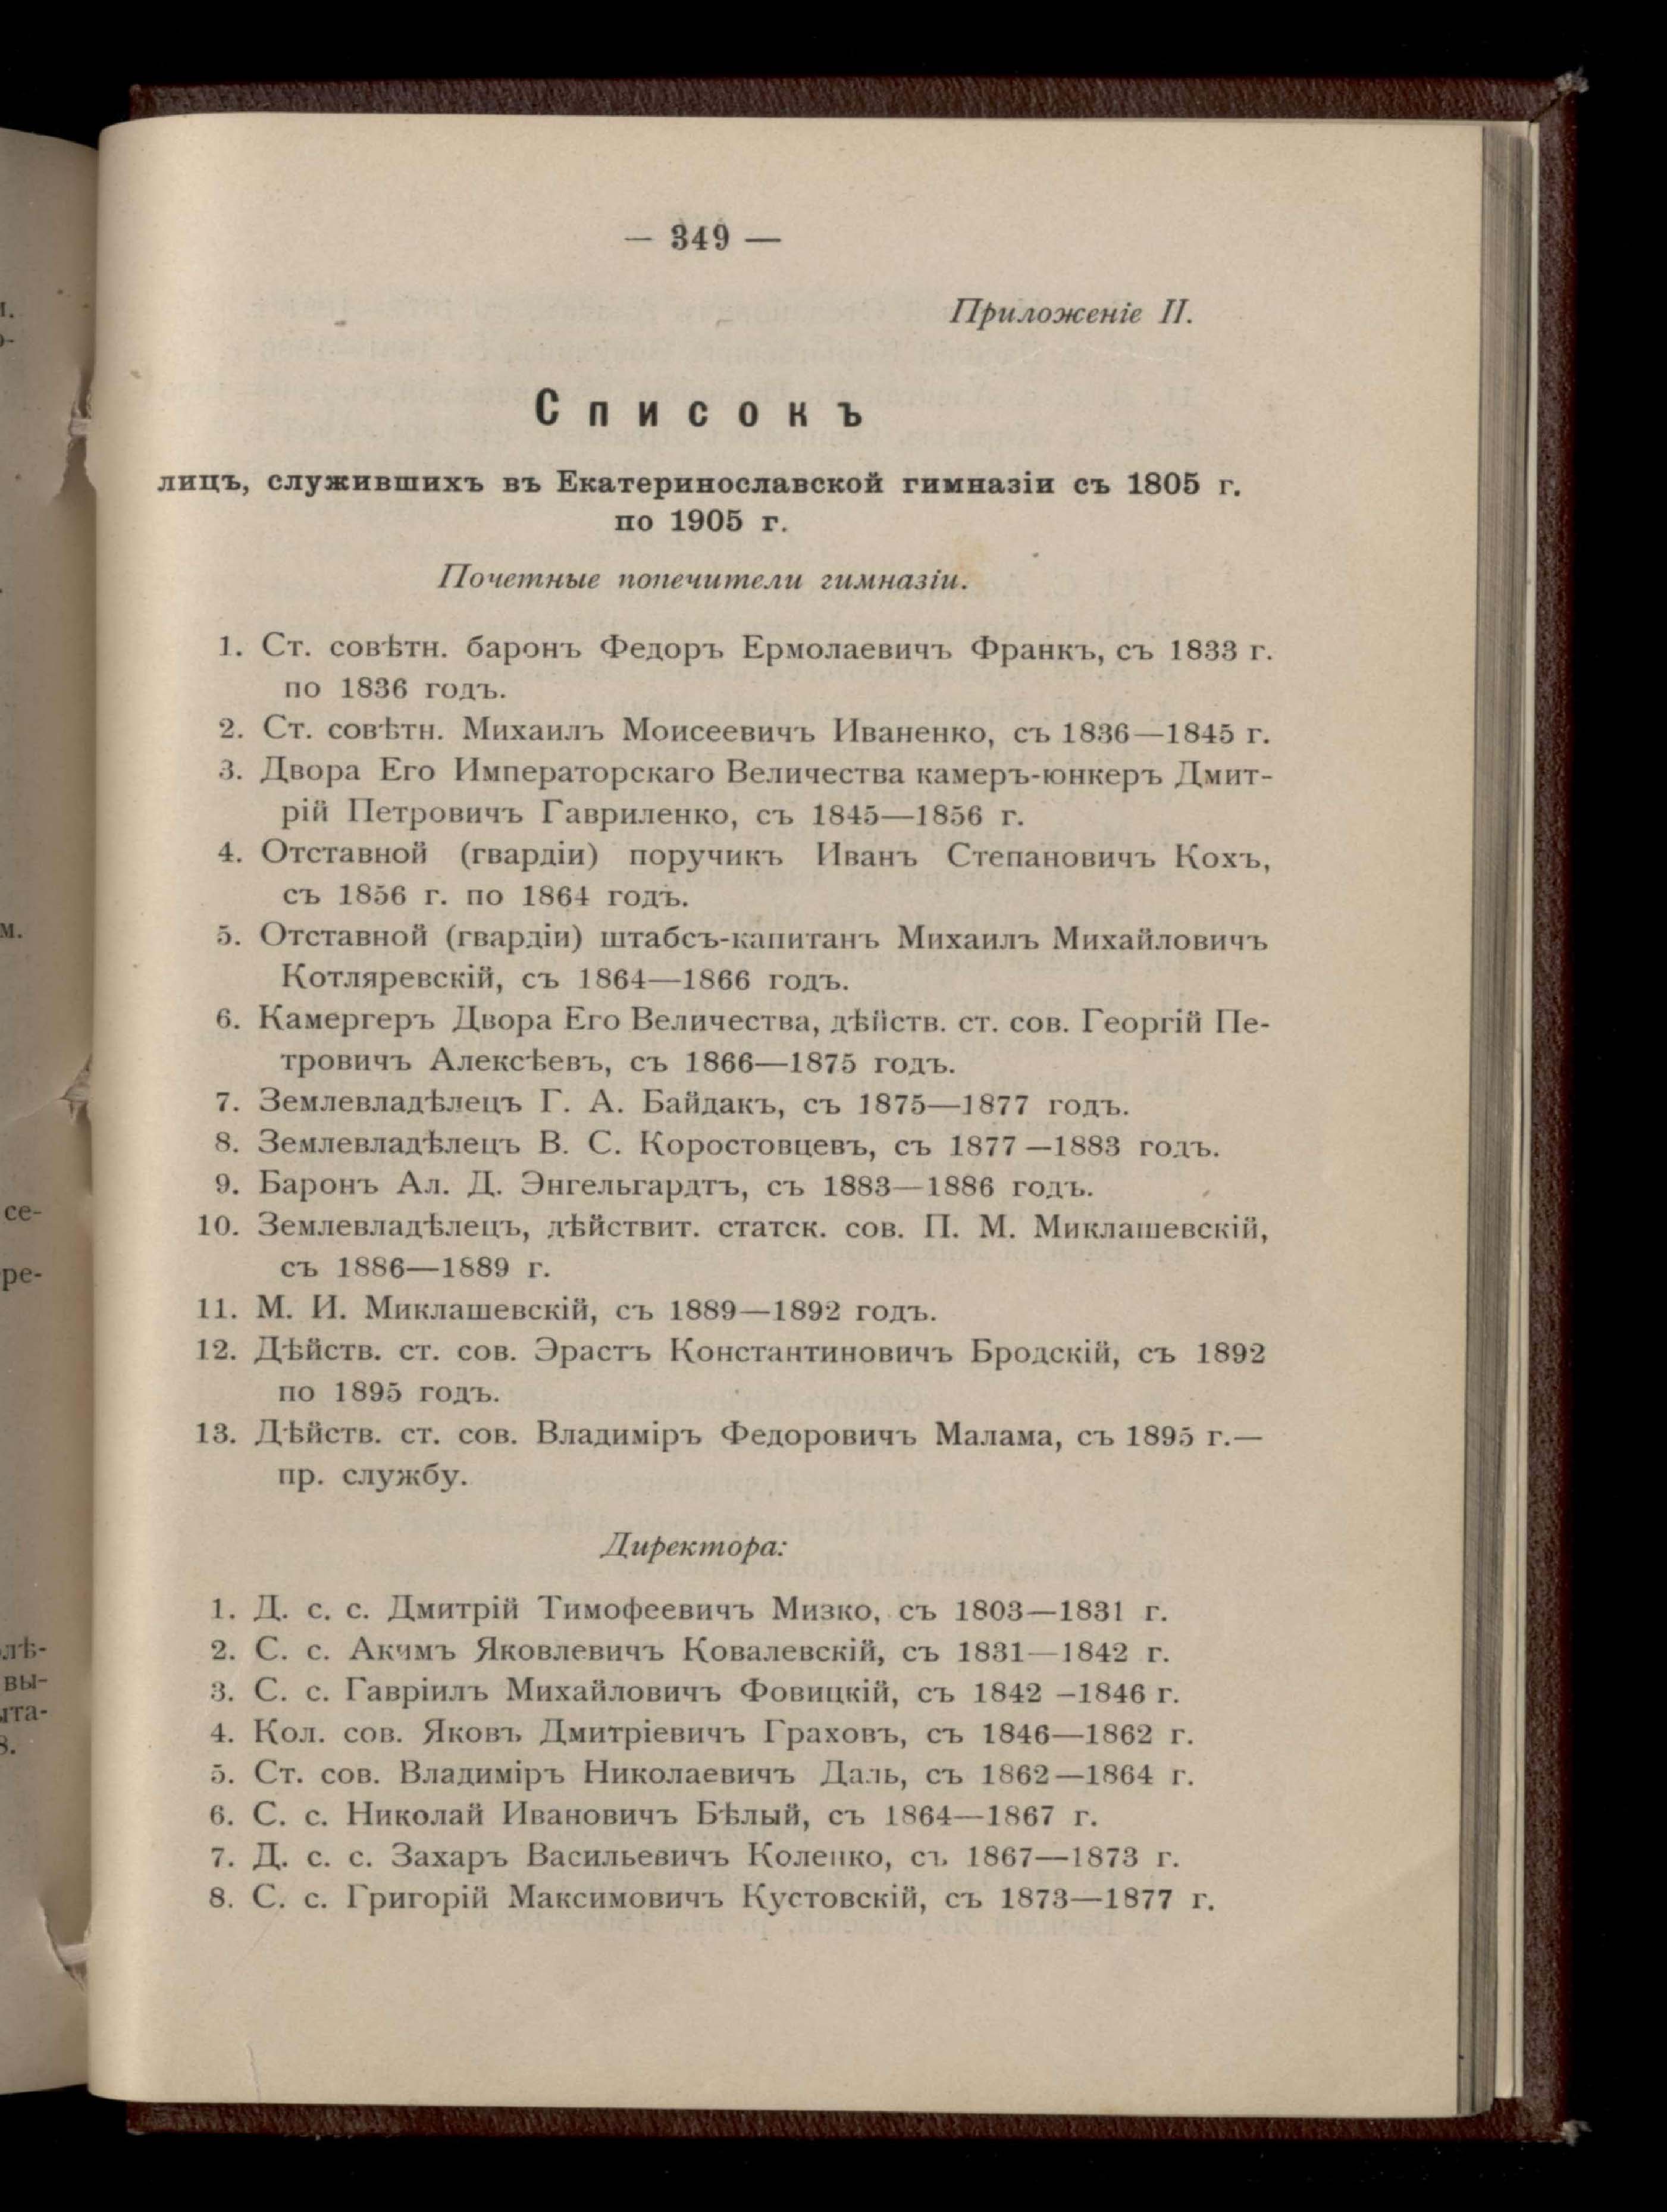 — 349 —
Приложеніе II.
Списокъ
лицъ, служившихъ въ Екатеринославской гимназіи съ 1805 г.
по 1905 г.
Почетные попечители гимназіи.
1. Ст. совѣтн. баронъ Федоръ Ермолаевичъ Франкъ, съ 1833 г.
по 1836 годъ.
2. Ст. совѣтн. Михаилъ Моисеевичъ Иваненко, съ 1836—1845 г.
3. Двора Его Императорскаго Величества камеръ-юнкеръ Дмит-
рій Петровичъ Гавриленко, съ 1845—1856 г.
4. Отставной (гвардіи) поручикъ Иванъ Степановичъ Кохъ,
съ 1856 г. по 1864 годъ.
5. Отставной (гвардіи) штабсъ-капитанъ Михаилъ Михайловичъ
Котляревскій, съ 1864—1866 годъ.
6. Камергеръ Двора Его Величества, дѣйств. ст. сов. Георгій Пе-
тровичъ Алексѣевъ, съ 1866—1875 годъ.
7. Землевладѣлецъ Г. А. Байдакъ, съ 1875—1877 годъ.
8. Землевладѣлецъ В. С. Коростовцевъ, съ 1877—1883 годъ.
9. Баронъ Ал. Д. Энгельгардтъ, съ 1883—1886 годъ.
10. Землевладѣлецъ, дѣйствит. статск. сов. П. М. Миклашевскій,
съ 1886—1889 г.
11. М. И. Миклашевскій, съ 1889—1892 годъ.
12. Дѣйств. ст. сов. Эрастъ Константиновичъ Бродскій, съ 1892
по 1895 годъ.
13. Дѣйств. ст. сов. Владиміръ Федоровичъ Малама, съ 1895 г.—
пр. службу.
Директора:
1. Д. с. с. Дмитрій Тимофеевичъ Мизко, съ 1803—1831 г.
2. С. с. Акимъ Яковлевичъ Ковалевскій, съ 1831—1842 г.
3. С. с. Гавріилъ Михайловичъ Фовицкій, съ 1842–1846 г.
4. Кол. сов. Яковъ Дмитріевичъ Граховъ, съ 1846—1862 г.
5. Ст. сов. Владиміръ Николаевичъ Даль, съ 1862—1864 г.
6. С. с. Николай Ивановичъ Бѣлый, съ 1864—1867 г.
7. Д. с. с. Захаръ Васильевичъ Коленко, съ 1867—1873 г.
8. С. с. Григорій Максимовичъ Кустовскій, съ 1873—1877 г.